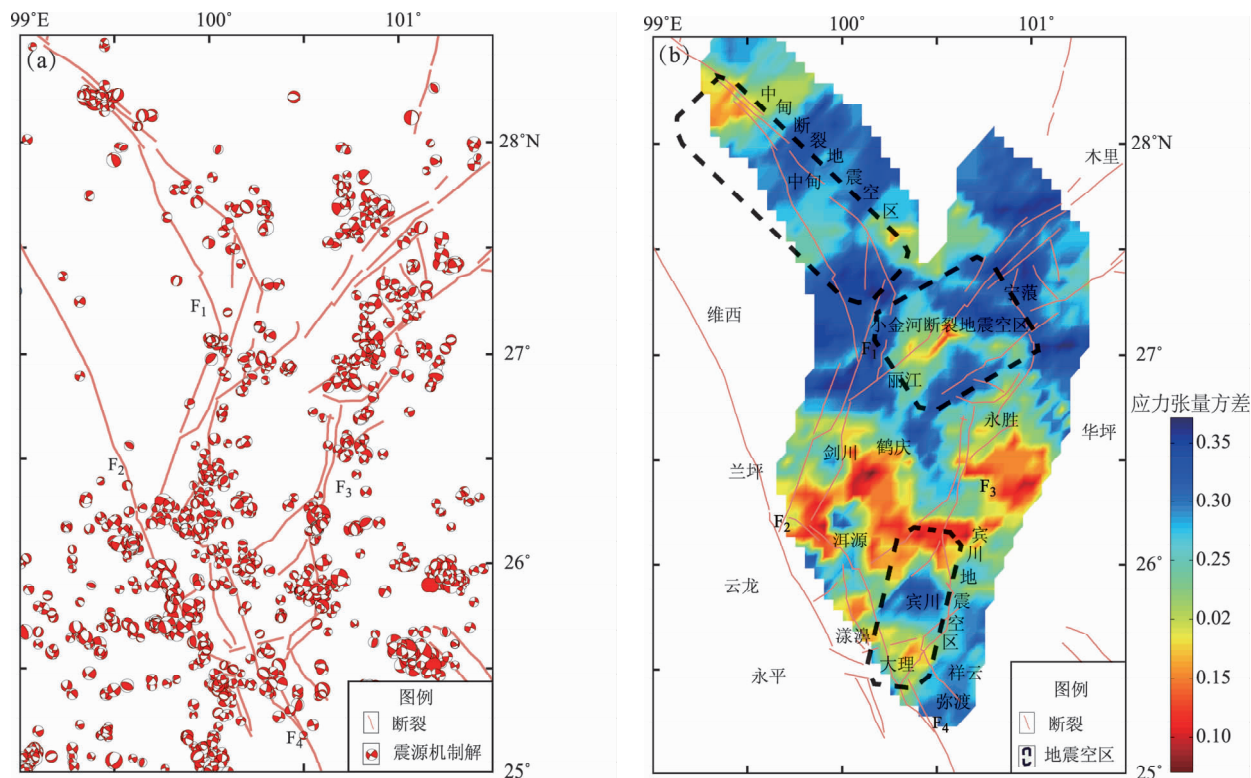 99°E
100°
101°
(a)
28°N
F1
27°
F2
F3
26°
图例
断裂
震源机制解
F4
25°
99°E
100°
101°
(b)
中甸断裂地震空区
中甸
28°N
木里
宁蒗
维西
小金河断裂地震空区
F1
27°
丽江
应力张量方差
永胜
华坪
鹤庆
剑川
兰坪
F3
F2
洱源
宾川地震空区
26°
云龙
宾川
漾濞
大理
永平
祥云
弥渡
F4
图例
断裂
地震空区
25°
0.35
0.30
0.25
0.02
0.15
0.10